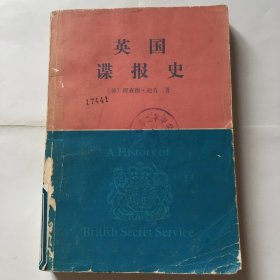 英国
谍报史
〔英〕理查德·迪肯 著
17441
A History of
British Secret Service